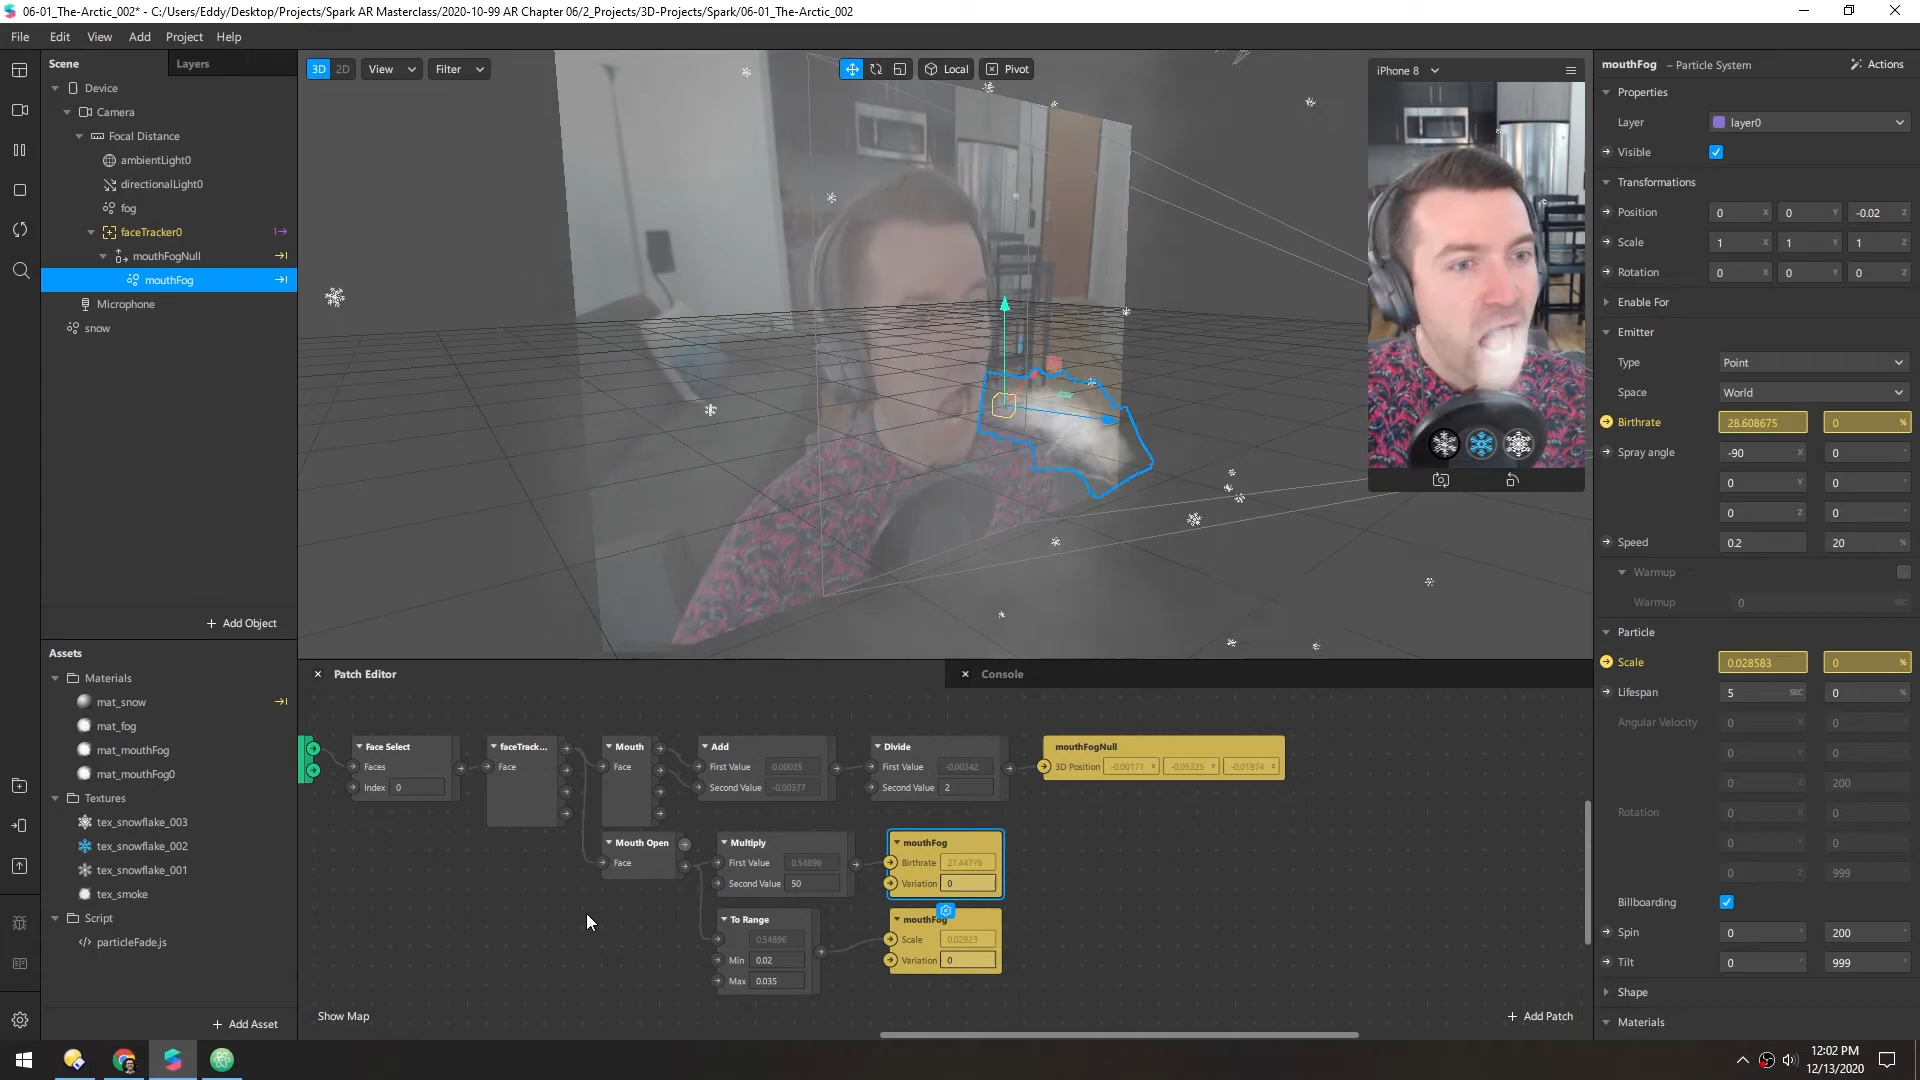 06-01_The-Arctic_002* - C:/Users/Eddy/Desktop/Projects/Spark AR Masterclass/2020-10-99 AR Chapter 06/2_Projects/3D-Projects/Spark/06-01_The-Arctic_002
File Edit View Add Project Help
Scene Layers
Device
Camera
Focal Distance
ambientLight0
directionalLight0
fog
faceTracker0
mouthFogNull
mouthFog
Microphone
snow
+ Add Object
Assets
Materials
mat_snow
mat_fog
mat_mouthFog
mat_mouthFog0
Textures
tex_snowflake_003
tex_snowflake_002
tex_snowflake_001
tex_smoke
Script
particleFade.js
+ Add Asset
3D 2D View Filter Local Pivot
iPhone 8
Patch Editor Console
Face Select
Faces
Index 0
faceTrack...
Face
Mouth
Face
Add
First Value 0.00035
Second Value -0.00377
Divide
First Value -0.00342
Second Value 2
mouthFogNull
3D Position -0.00171 X -0.05325 Y -0.01974 Z
Mouth Open
Face
Multiply
First Value 0.54896
Second Value 50
mouthFog
Birthrate 27.44776
Variation 0
To Range
0.54896
Min 0.02
Max 0.035
mouthFog
Scale 0.02823
Variation 0
Show Map
+ Add Patch
mouthFog – Particle System Actions
Properties
Layer layer0
Visible
Transformations
Position 0 X 0 Y -0.02 Z
Scale 1 X 1 Y 1 Z
Rotation 0 X 0 Y 0 Z
Enable For
Emitter
Type Point
Space World
Birthrate 28.608675 0 %
Spray angle -90 X 0 °
0 Y 0 °
0 Z 0 °
Speed 0.2 20 %
Warmup
Warmup 0 SEC
Particle
Scale 0.028583 0 %
Lifespan 5 SEC 0 %
Angular Velocity 0 X 0 °
0 Y 0 °
0 Z 200 °
Rotation 0 X 0 °
0 Y 0 °
0 Z 999 °
Billboarding
Spin 0 ° 200 °
Tilt 0 ° 999 °
Shape
Materials
12:02 PM
12/13/2020